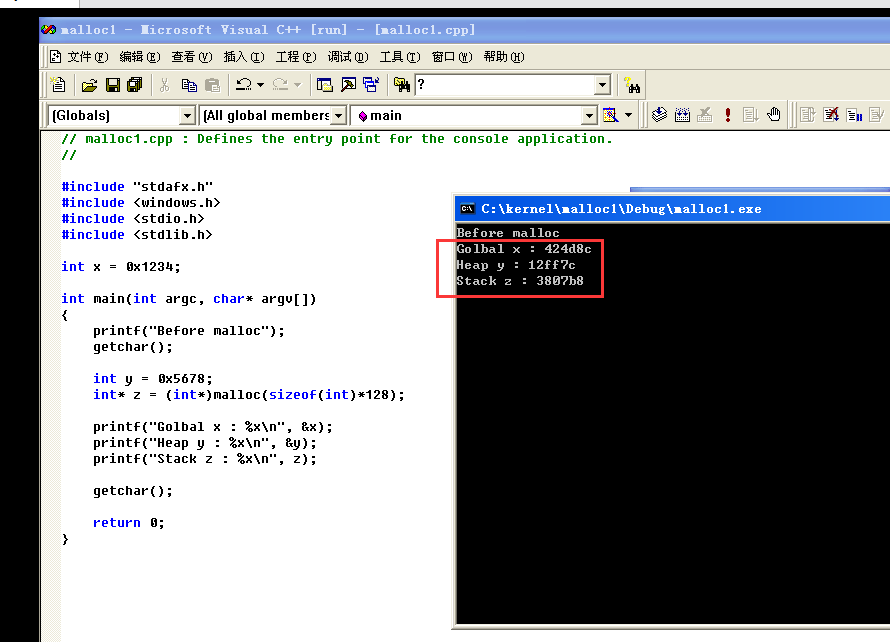 malloc1 - Microsoft Visual C++ [run] - [malloc1.cpp]
文件(F) 编辑(E) 查看(V) 插入(I) 工程(P) 调试(D) 工具(T) 窗口(W) 帮助(H)
?
(Globals) (All global members main
// malloc1.cpp : Defines the entry point for the console application.
//
#include "stdafx.h"
#include <windows.h>
#include <stdio.h>
#include <stdlib.h>
int x = 0x1234;
int main(int argc, char* argv[])
{
printf("Before malloc");
getchar();
int y = 0x5678;
int* z = (int*)malloc(sizeof(int)*128);
printf("Golbal x : %x\n", &x);
printf("Heap y : %x\n", &y);
printf("Stack z : %x\n", z);
getchar();
return 0;
}
C:\kernel\malloc1\Debug\malloc1.exe
Before malloc
Golbal x : 424d8c
Heap y : 12ff7c
Stack z : 3807b8